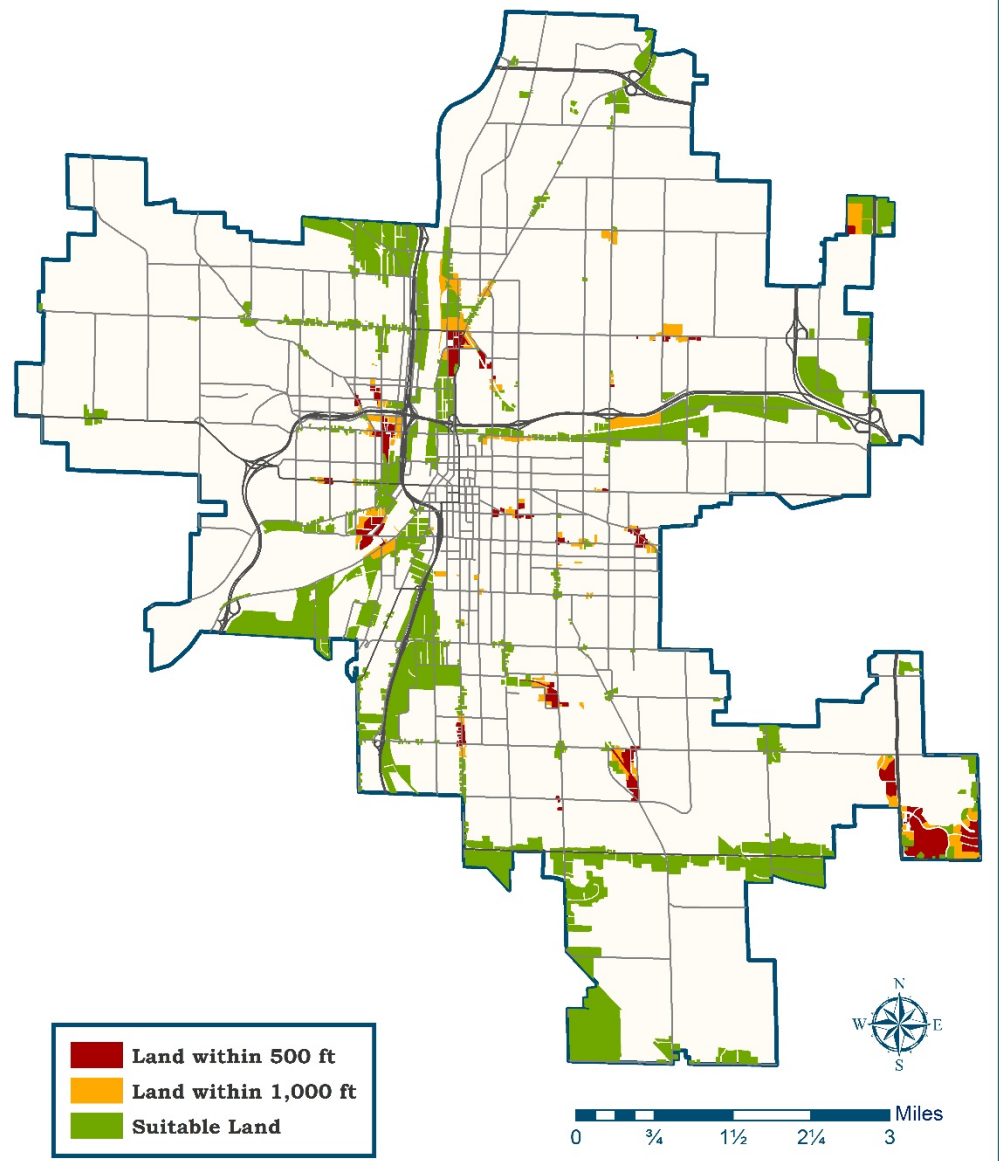 N
W E
S
Land within 500 ft
Land within 1,000 ft
Suitable Land
Miles
0 ¾ 1½ 2¼ 3